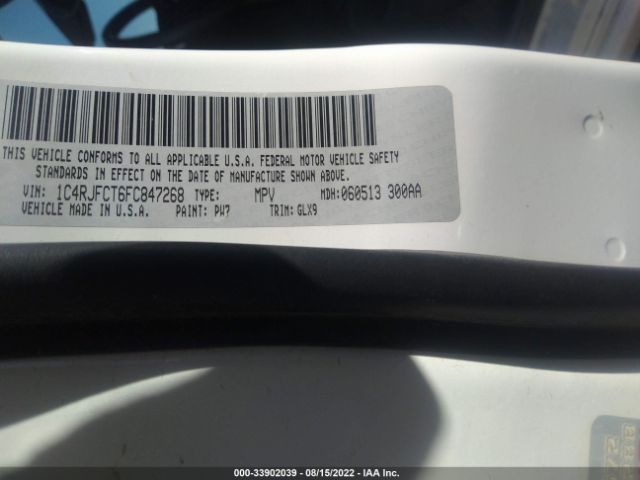 THIS VEHICLE CONFORMS TO ALL APPLICABLE U.S.A. FEDERAL MOTOR VEHICLE SAFETY
STANDARDS IN EFFECT ON THE DATE OF MANUFACTURE SHOWN ABOVE.
VIN: 1C4RJFCT6FC847268 TYPE: MPV MDH:060513 300AA
VEHICLE MADE IN U.S.A. PAINT: PW7 TRIM: GLX9
000-33902039 - 08/15/2022 - IAA Inc.